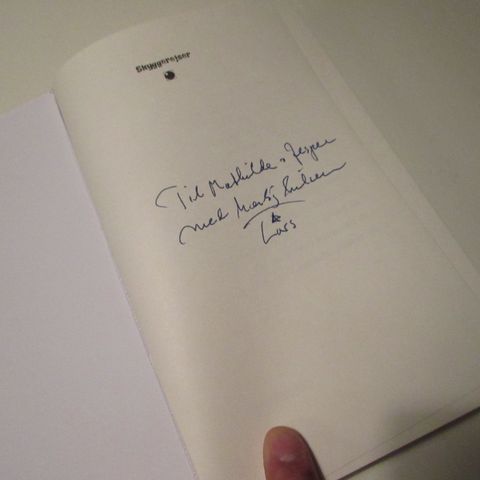 Skyggerejser
Til Mathilde & Jesper
med
Lars